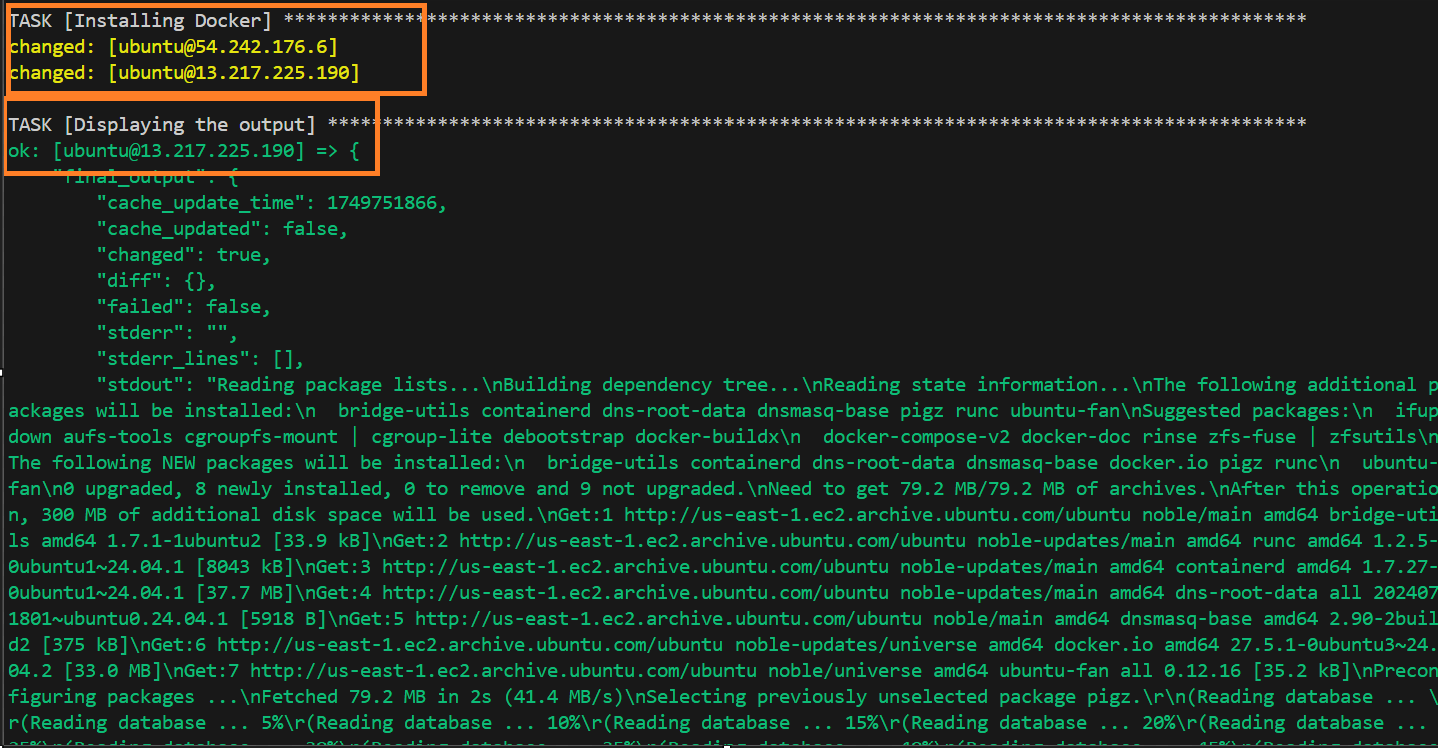 TASK [Installing Docker] *********************************************************************************************
changed: [ubuntu@54.242.176.6]
changed: [ubuntu@13.217.225.190]
TASK [Displaying the output] *****************************************************************************************
ok: [ubuntu@13.217.225.190] => {
    "final_output": {
        "cache_update_time": 1749751866,
        "cache_updated": false,
        "changed": true,
        "diff": {},
        "failed": false,
        "stderr": "",
        "stderr_lines": [],
        "stdout": "Reading package lists...\nBuilding dependency tree...\nReading state information...\nThe following additional p
ackages will be installed:\n  bridge-utils containerd dns-root-data dnsmasq-base pigz runc ubuntu-fan\nSuggested packages:\n  ifup
down aufs-tools cgroupfs-mount | cgroup-lite debootstrap docker-buildx\n  docker-compose-v2 docker-doc rinse zfs-fuse | zfsutils\n
The following NEW packages will be installed:\n  bridge-utils containerd dns-root-data dnsmasq-base docker.io pigz runc\n  ubuntu-
fan\n0 upgraded, 8 newly installed, 0 to remove and 9 not upgraded.\nNeed to get 79.2 MB/79.2 MB of archives.\nAfter this operatio
n, 300 MB of additional disk space will be used.\nGet:1 http://us-east-1.ec2.archive.ubuntu.com/ubuntu noble/main amd64 bridge-uti
ls amd64 1.7.1-1ubuntu2 [33.9 kB]\nGet:2 http://us-east-1.ec2.archive.ubuntu.com/ubuntu noble-updates/main amd64 runc amd64 1.2.5-
0ubuntu1~24.04.1 [8043 kB]\nGet:3 http://us-east-1.ec2.archive.ubuntu.com/ubuntu noble-updates/main amd64 containerd amd64 1.7.27-
0ubuntu1~24.04.1 [37.7 MB]\nGet:4 http://us-east-1.ec2.archive.ubuntu.com/ubuntu noble-updates/main amd64 dns-root-data all 202407
1801~ubuntu0.24.04.1 [5918 B]\nGet:5 http://us-east-1.ec2.archive.ubuntu.com/ubuntu noble/main amd64 dnsmasq-base amd64 2.90-2buil
d2 [375 kB]\nGet:6 http://us-east-1.ec2.archive.ubuntu.com/ubuntu noble-updates/universe amd64 docker.io amd64 27.5.1-0ubuntu3~24.
04.2 [33.0 MB]\nGet:7 http://us-east-1.ec2.archive.ubuntu.com/ubuntu noble/universe amd64 ubuntu-fan all 0.12.16 [35.2 kB]\nPrecon
figuring packages ...\nFetched 79.2 MB in 2s (41.4 MB/s)\nSelecting previously unselected package pigz.\r\n(Reading database ... \
r(Reading database ... 5%\r(Reading database ... 10%\r(Reading database ... 15%\r(Reading database ... 20%\r(Reading database ...